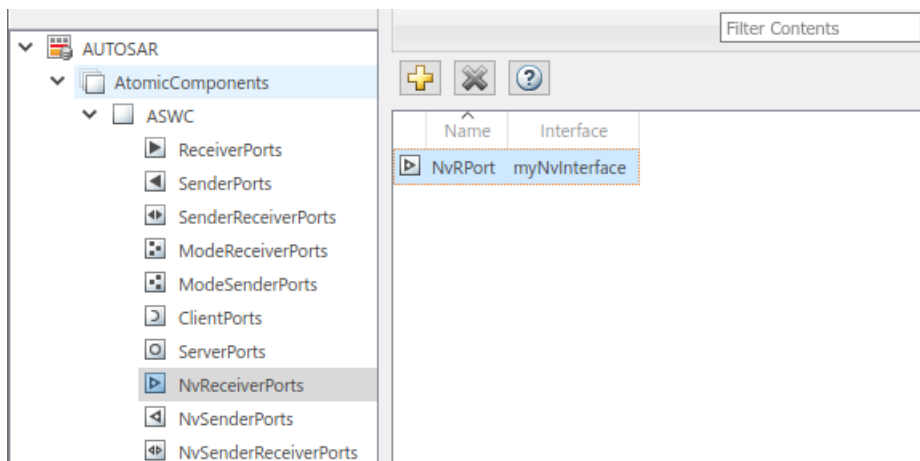 Filter Contents
AUTOSAR
AtomicComponents
ASWC
ReceiverPorts
SenderPorts
SenderReceiverPorts
ModeReceiverPorts
ModeSenderPorts
ClientPorts
ServerPorts
NvReceiverPorts
NvSenderPorts
NvSenderReceiverPorts
Name Interface
NvRPort myNvInterface